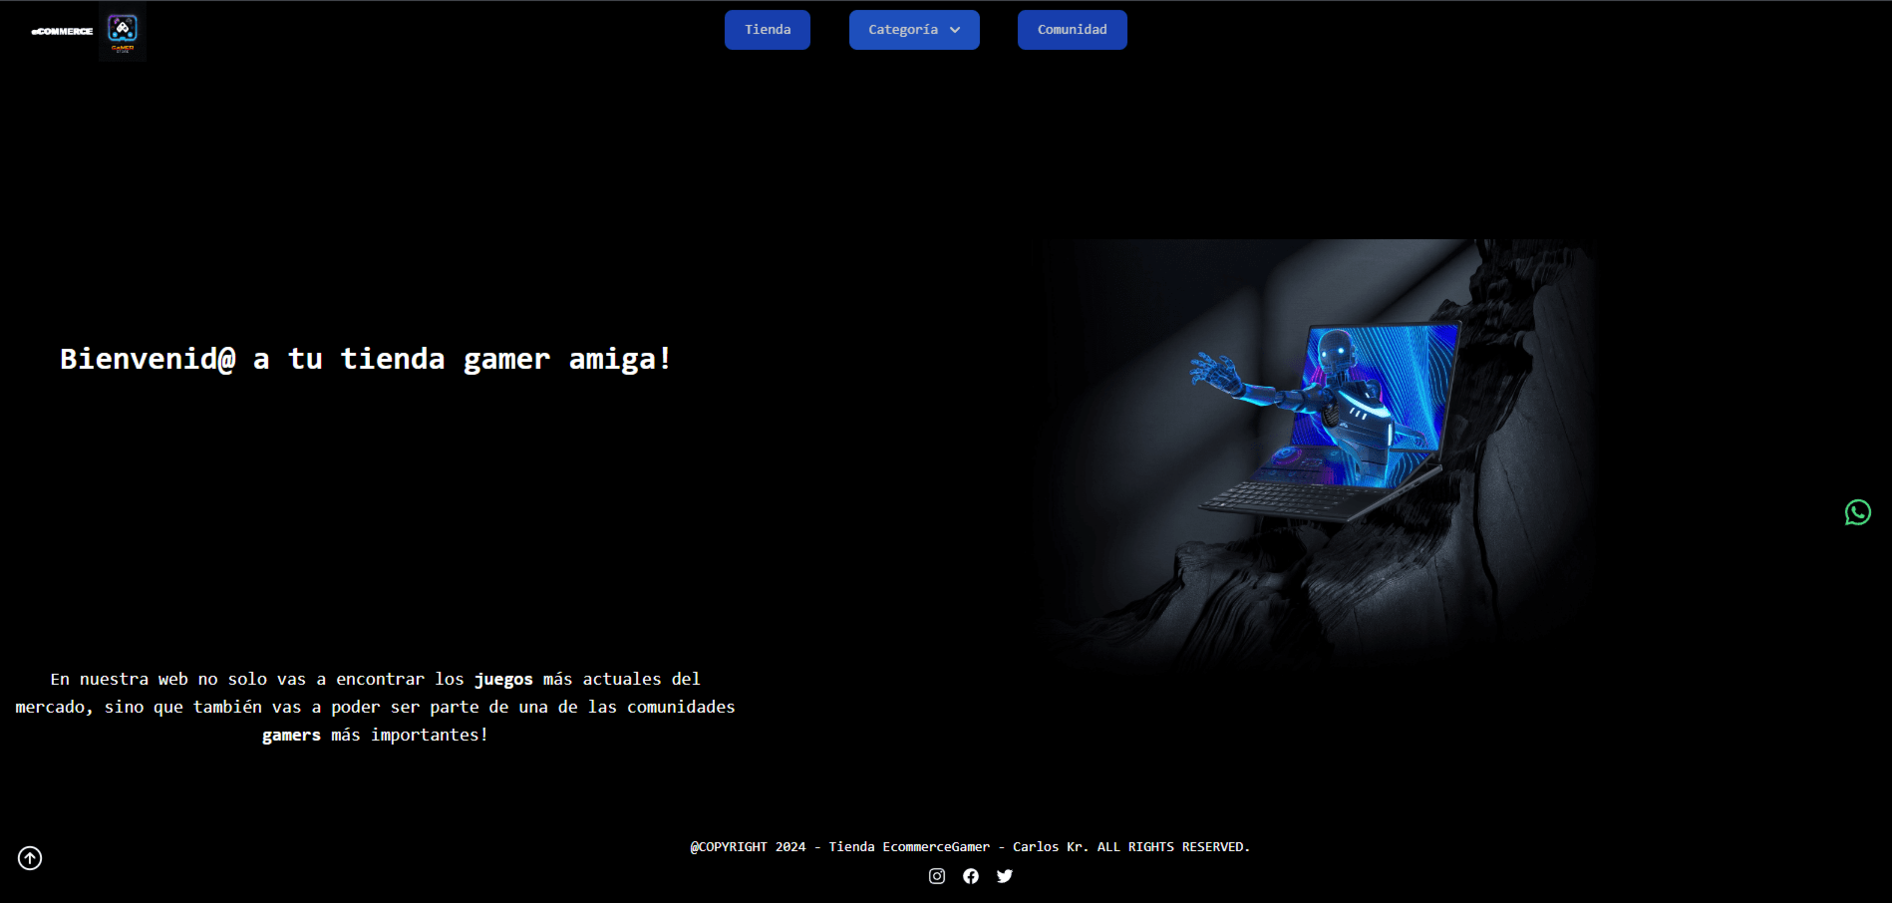 eCOMMERCE
GaMER
Tienda
Categoría
Comunidad
Bienvenid@ a tu tienda gamer amiga!
En nuestra web no solo vas a encontrar los juegos más actuales del
mercado, sino que también vas a poder ser parte de una de las comunidades
gamers más importantes!
@COPYRIGHT 2024 - Tienda EcommerceGamer - Carlos Kr. ALL RIGHTS RESERVED.